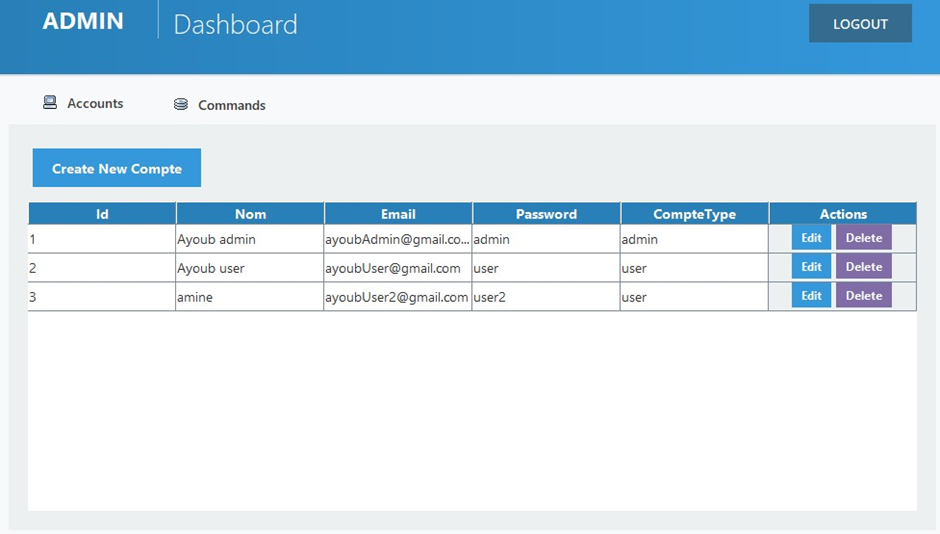 ADMIN Dashboard LOGOUT
Accounts Commands
Create New Compte
Id Nom Email Password CompteType Actions
1 Ayoub admin ayoubAdmin@gmail.co... admin admin Edit Delete
2 Ayoub user ayoubUser@gmail.com user user Edit Delete
3 amine ayoubUser2@gmail.com user2 user Edit Delete